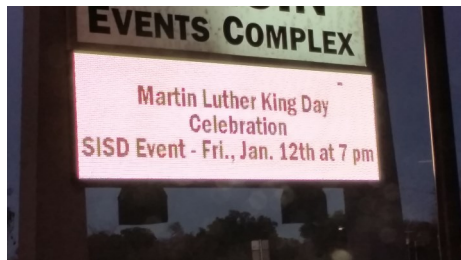 EVENTS COMPLEX
Martin Luther King Day
Celebration
SISD Event - Fri., Jan. 12th at 7 pm